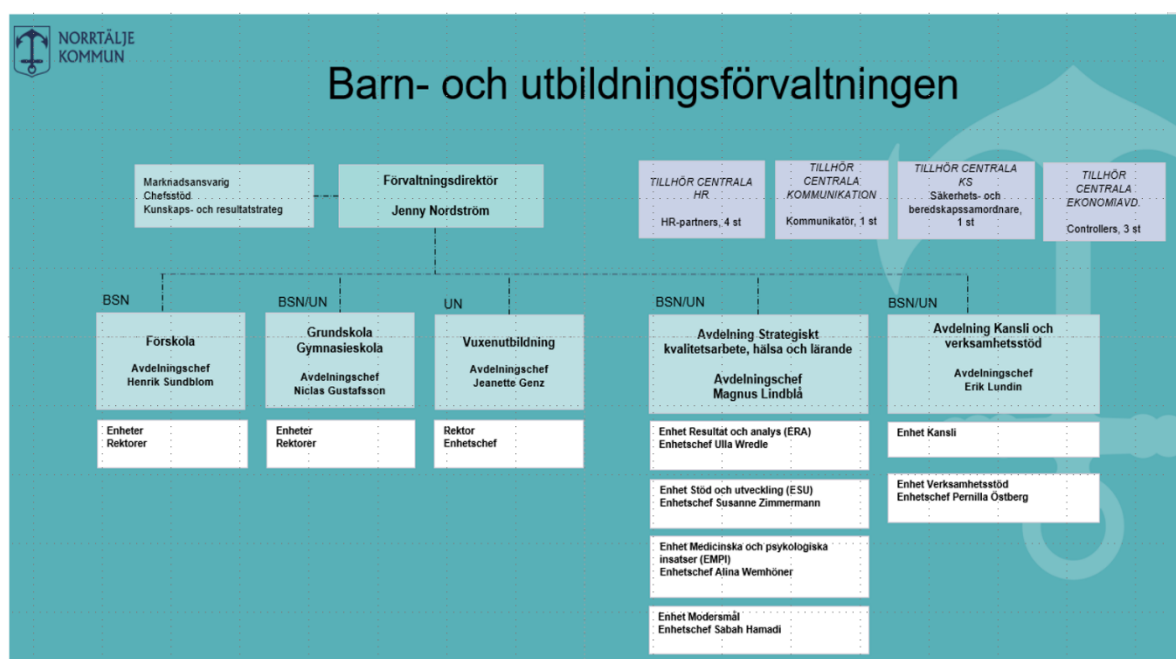 NORRTÄLJE
KOMMUN
Barn- och utbildningsförvaltningen
Marknadsansvarig
Chefsstöd
Kunskaps- och resultatstrateg
Förvaltningsdirektör
Jenny Nordström
TILLHÖR CENTRALA
HR
HR-partners, 4 st
TILLHÖR
CENTRALA
KOMMUNIKATION
Kommunikatör, 1 st
TILLHÖR CENTRALA
KS
Säkerhets- och
beredskapssamordnare,
1 st
TILLHÖR
CENTRALA
EKONOMIAVD.
Controllers, 3 st
BSN
Förskola
Avdelningschef
Henrik Sundblom
Enheter
Rektorer
BSN/UN
Grundskola
Gymnasieskola
Avdelningschef
Niclas Gustafsson
Enheter
Rektorer
UN
Vuxenutbildning
Avdelningschef
Jeanette Genz
Rektor
Enhetschef
BSN/UN
Avdelning Strategiskt
kvalitetsarbete, hälsa och lärande
Avdelningschef
Magnus Lindblå
Enhet Resultat och analys (ERA)
Enhetschef Ulla Wredle
Enhet Stöd och utveckling (ESU)
Enhetschef Susanne Zimmermann
Enhet Medicinska och psykologiska
insatser (EMPI)
Enhetschef Alina Wemhöner
Enhet Modersmål
Enhetschef Sabah Hamadi
BSN/UN
Avdelning Kansli och
verksamhetsstöd
Avdelningschef
Erik Lundin
Enhet Kansli
Enhet Verksamhetsstöd
Enhetschef Pernilla Östberg